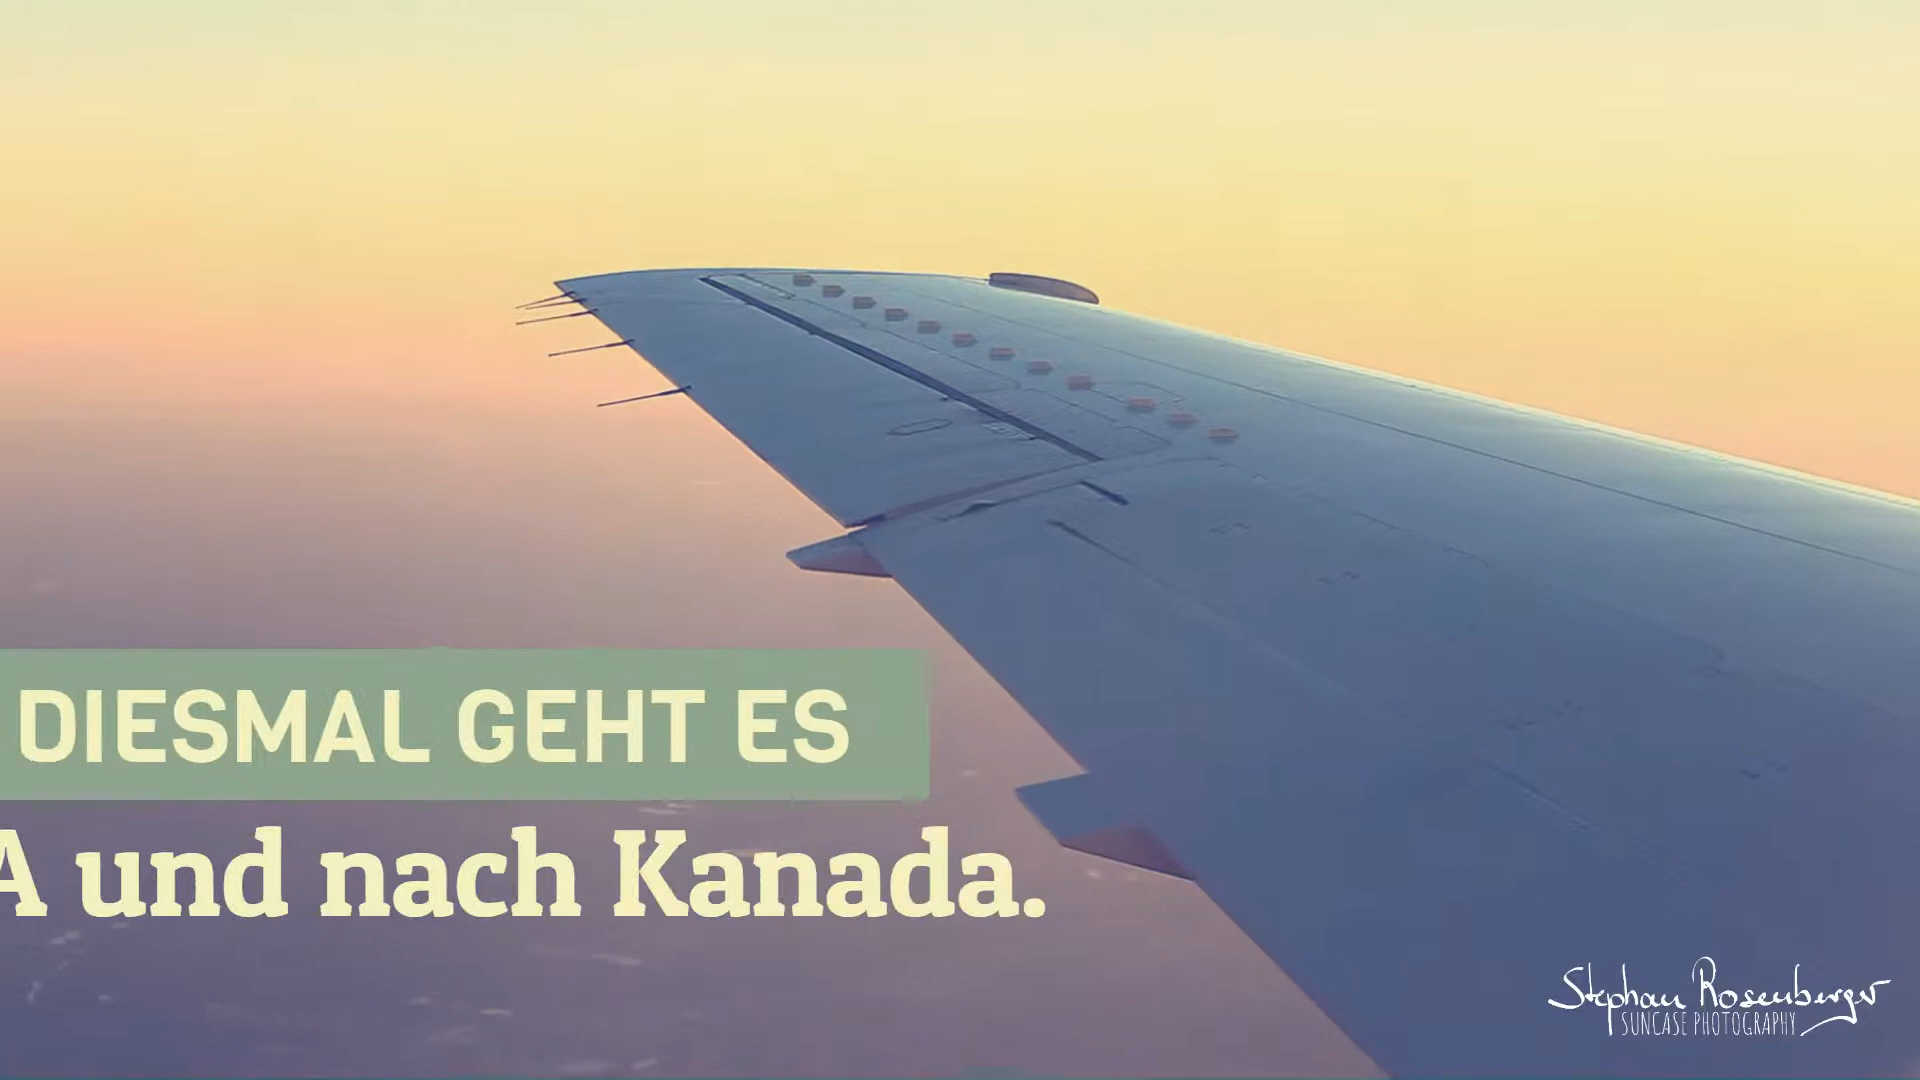 DIESMAL GEHT ES
A und nach Kanada.
Stephan Rosenberger
SUNCASE PHOTOGRAPHY